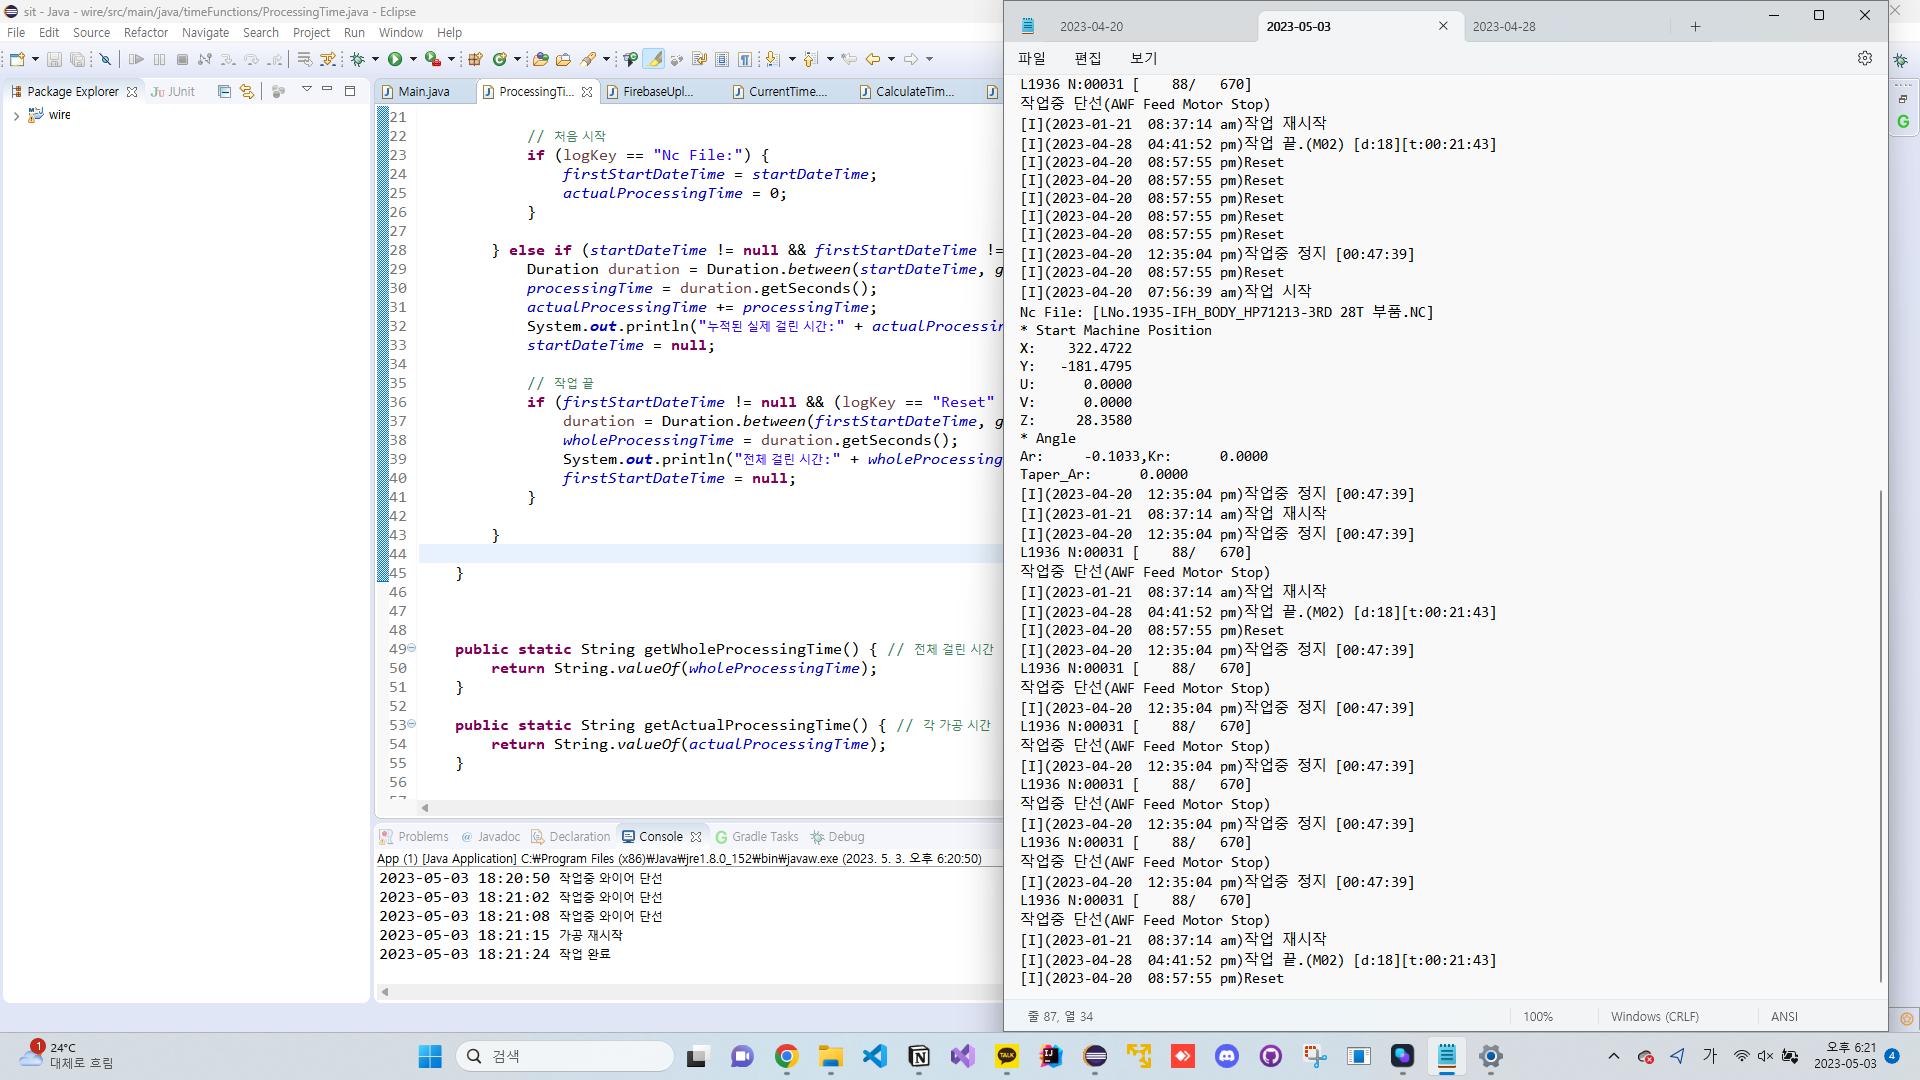 sit - Java - wire/src/main/java/timeFunctions/ProcessingTime.java - Eclipse
File Edit Source Refactor Navigate Search Project Run Window Help
Package Explorer JUnit
wire
Main.java ProcessingTi... FirebaseUpl... CurrentTime.... CalculateTim...
21
22 // 처음 시작
23 if (logKey == "Nc File:") {
24 firstStartDateTime = startDateTime;
25 actualProcessingTime = 0;
26 }
27
28 } else if (startDateTime != null && firstStartDateTime !=
29 Duration duration = Duration.between(startDateTime, g
30 processingTime = duration.getSeconds();
31 actualProcessingTime += processingTime;
32 System.out.println("누적된 실제 걸린 시간:" + actualProcessin
33 startDateTime = null;
34
35 // 작업 끝
36 if (firstStartDateTime != null && (logKey == "Reset"
37 duration = Duration.between(firstStartDateTime, g
38 wholeProcessingTime = duration.getSeconds();
39 System.out.println("전체 걸린 시간:" + wholeProcessing
40 firstStartDateTime = null;
41 }
42
43 }
44
45 }
46
47
48
49 public static String getWholeProcessingTime() { // 전체 걸린 시간
50 return String.valueOf(wholeProcessingTime);
51 }
52
53 public static String getActualProcessingTime() { // 각 가공 시간
54 return String.valueOf(actualProcessingTime);
55 }
56
57
Problems Javadoc Declaration Console Gradle Tasks Debug
App (1) [Java Application] C:₩Program Files (x86)₩Java₩jre1.8.0_152₩bin₩javaw.exe (2023. 5. 3. 오후 6:20:50)
2023-05-03 18:20:50 작업중 와이어 단선
2023-05-03 18:21:02 작업중 와이어 단선
2023-05-03 18:21:08 작업중 와이어 단선
2023-05-03 18:21:15 가공 재시작
2023-05-03 18:21:24 작업 완료
2023-04-20 2023-05-03 2023-04-28
파일 편집 보기
L1936 N:00031 [ 88/ 670]
작업중 단선(AWF Feed Motor Stop)
[I](2023-01-21 08:37:14 am)작업 재시작
[I](2023-04-28 04:41:52 pm)작업 끝.(M02) [d:18][t:00:21:43]
[I](2023-04-20 08:57:55 pm)Reset
[I](2023-04-20 08:57:55 pm)Reset
[I](2023-04-20 08:57:55 pm)Reset
[I](2023-04-20 08:57:55 pm)Reset
[I](2023-04-20 08:57:55 pm)Reset
[I](2023-04-20 12:35:04 pm)작업중 정지 [00:47:39]
[I](2023-04-20 08:57:55 pm)Reset
[I](2023-04-20 07:56:39 am)작업 시작
Nc File: [LNo.1935-IFH_BODY_HP71213-3RD 28T 부품.NC]
* Start Machine Position
X: 322.4722
Y: -181.4795
U: 0.0000
V: 0.0000
Z: 28.3580
* Angle
Ar: -0.1033,Kr: 0.0000
Taper_Ar: 0.0000
[I](2023-04-20 12:35:04 pm)작업중 정지 [00:47:39]
[I](2023-01-21 08:37:14 am)작업 재시작
[I](2023-04-20 12:35:04 pm)작업중 정지 [00:47:39]
L1936 N:00031 [ 88/ 670]
작업중 단선(AWF Feed Motor Stop)
[I](2023-01-21 08:37:14 am)작업 재시작
[I](2023-04-28 04:41:52 pm)작업 끝.(M02) [d:18][t:00:21:43]
[I](2023-04-20 08:57:55 pm)Reset
[I](2023-04-20 12:35:04 pm)작업중 정지 [00:47:39]
L1936 N:00031 [ 88/ 670]
작업중 단선(AWF Feed Motor Stop)
[I](2023-04-20 12:35:04 pm)작업중 정지 [00:47:39]
L1936 N:00031 [ 88/ 670]
작업중 단선(AWF Feed Motor Stop)
[I](2023-04-20 12:35:04 pm)작업중 정지 [00:47:39]
L1936 N:00031 [ 88/ 670]
작업중 단선(AWF Feed Motor Stop)
[I](2023-04-20 12:35:04 pm)작업중 정지 [00:47:39]
L1936 N:00031 [ 88/ 670]
작업중 단선(AWF Feed Motor Stop)
[I](2023-04-20 12:35:04 pm)작업중 정지 [00:47:39]
L1936 N:00031 [ 88/ 670]
작업중 단선(AWF Feed Motor Stop)
[I](2023-01-21 08:37:14 am)작업 재시작
[I](2023-04-28 04:41:52 pm)작업 끝.(M02) [d:18][t:00:21:43]
[I](2023-04-20 08:57:55 pm)Reset
줄 87, 열 34 100% Windows (CRLF) ANSI
1 24°C
대체로 흐림
검색
TALK
가
오후 6:21
2023-05-03
4